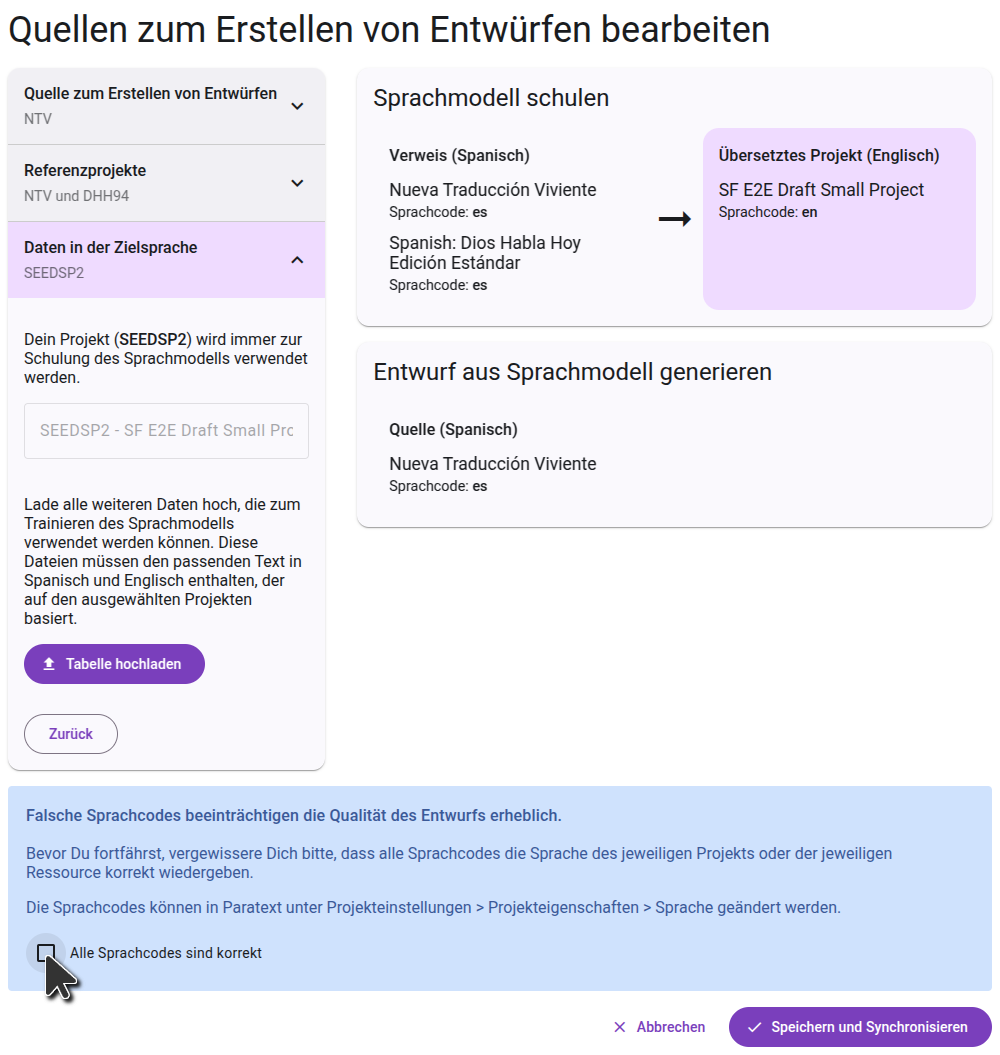 Quellen zum Erstellen von Entwürfen bearbeiten
Quelle zum Erstellen von Entwürfen
NTV
Referenzprojekte
NTV und DHH94
Daten in der Zielsprache
SEEDSP2
Dein Projekt (SEEDSP2) wird immer zur
Schulung des Sprachmodells verwendet
werden.
SEEDSP2 - SF E2E Draft Small Prc
Lade alle weiteren Daten hoch, die zum
Trainieren des Sprachmodells
verwendet werden können. Diese
Dateien müssen den passenden Text in
Spanisch und Englisch enthalten, der
auf den ausgewählten Projekten
basiert.
Tabelle hochladen
Zurück
Sprachmodell schulen
Verweis (Spanisch)
Nueva Traducción Viviente
Sprachcode: es
Spanish: Dios Habla Hoy
Edición Estándar
Sprachcode: es
Übersetztes Projekt (Englisch)
SF E2E Draft Small Project
Sprachcode: en
Entwurf aus Sprachmodell generieren
Quelle (Spanisch)
Nueva Traducción Viviente
Sprachcode: es
Falsche Sprachcodes beeinträchtigen die Qualität des Entwurfs erheblich.
Bevor Du fortfährst, vergewissere Dich bitte, dass alle Sprachcodes die Sprache des jeweiligen Projekts oder der jeweiligen
Ressource korrekt wiedergeben.
Die Sprachcodes können in Paratext unter Projekteinstellungen > Projekteigenschaften > Sprache geändert werden.
Alle Sprachcodes sind korrekt
Abbrechen
Speichern und Synchronisieren